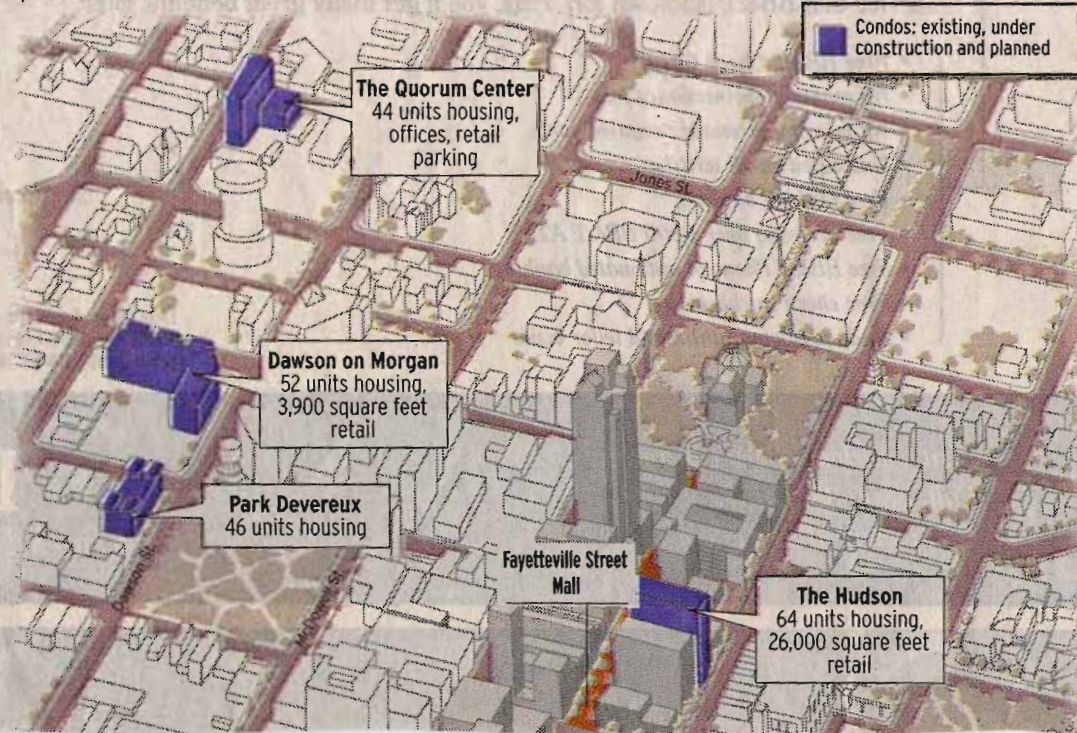 Condos: existing, under
construction and planned
The Quorum Center
44 units housing,
offices, retail
parking
Jones St.
Dawson on Morgan
52 units housing,
3,900 square feet
retail
Park Devereux
46 units housing
Fayetteville Street
Mall
The Hudson
64 units housing,
26,000 square feet
retail
Dawson St.
McDowell St.